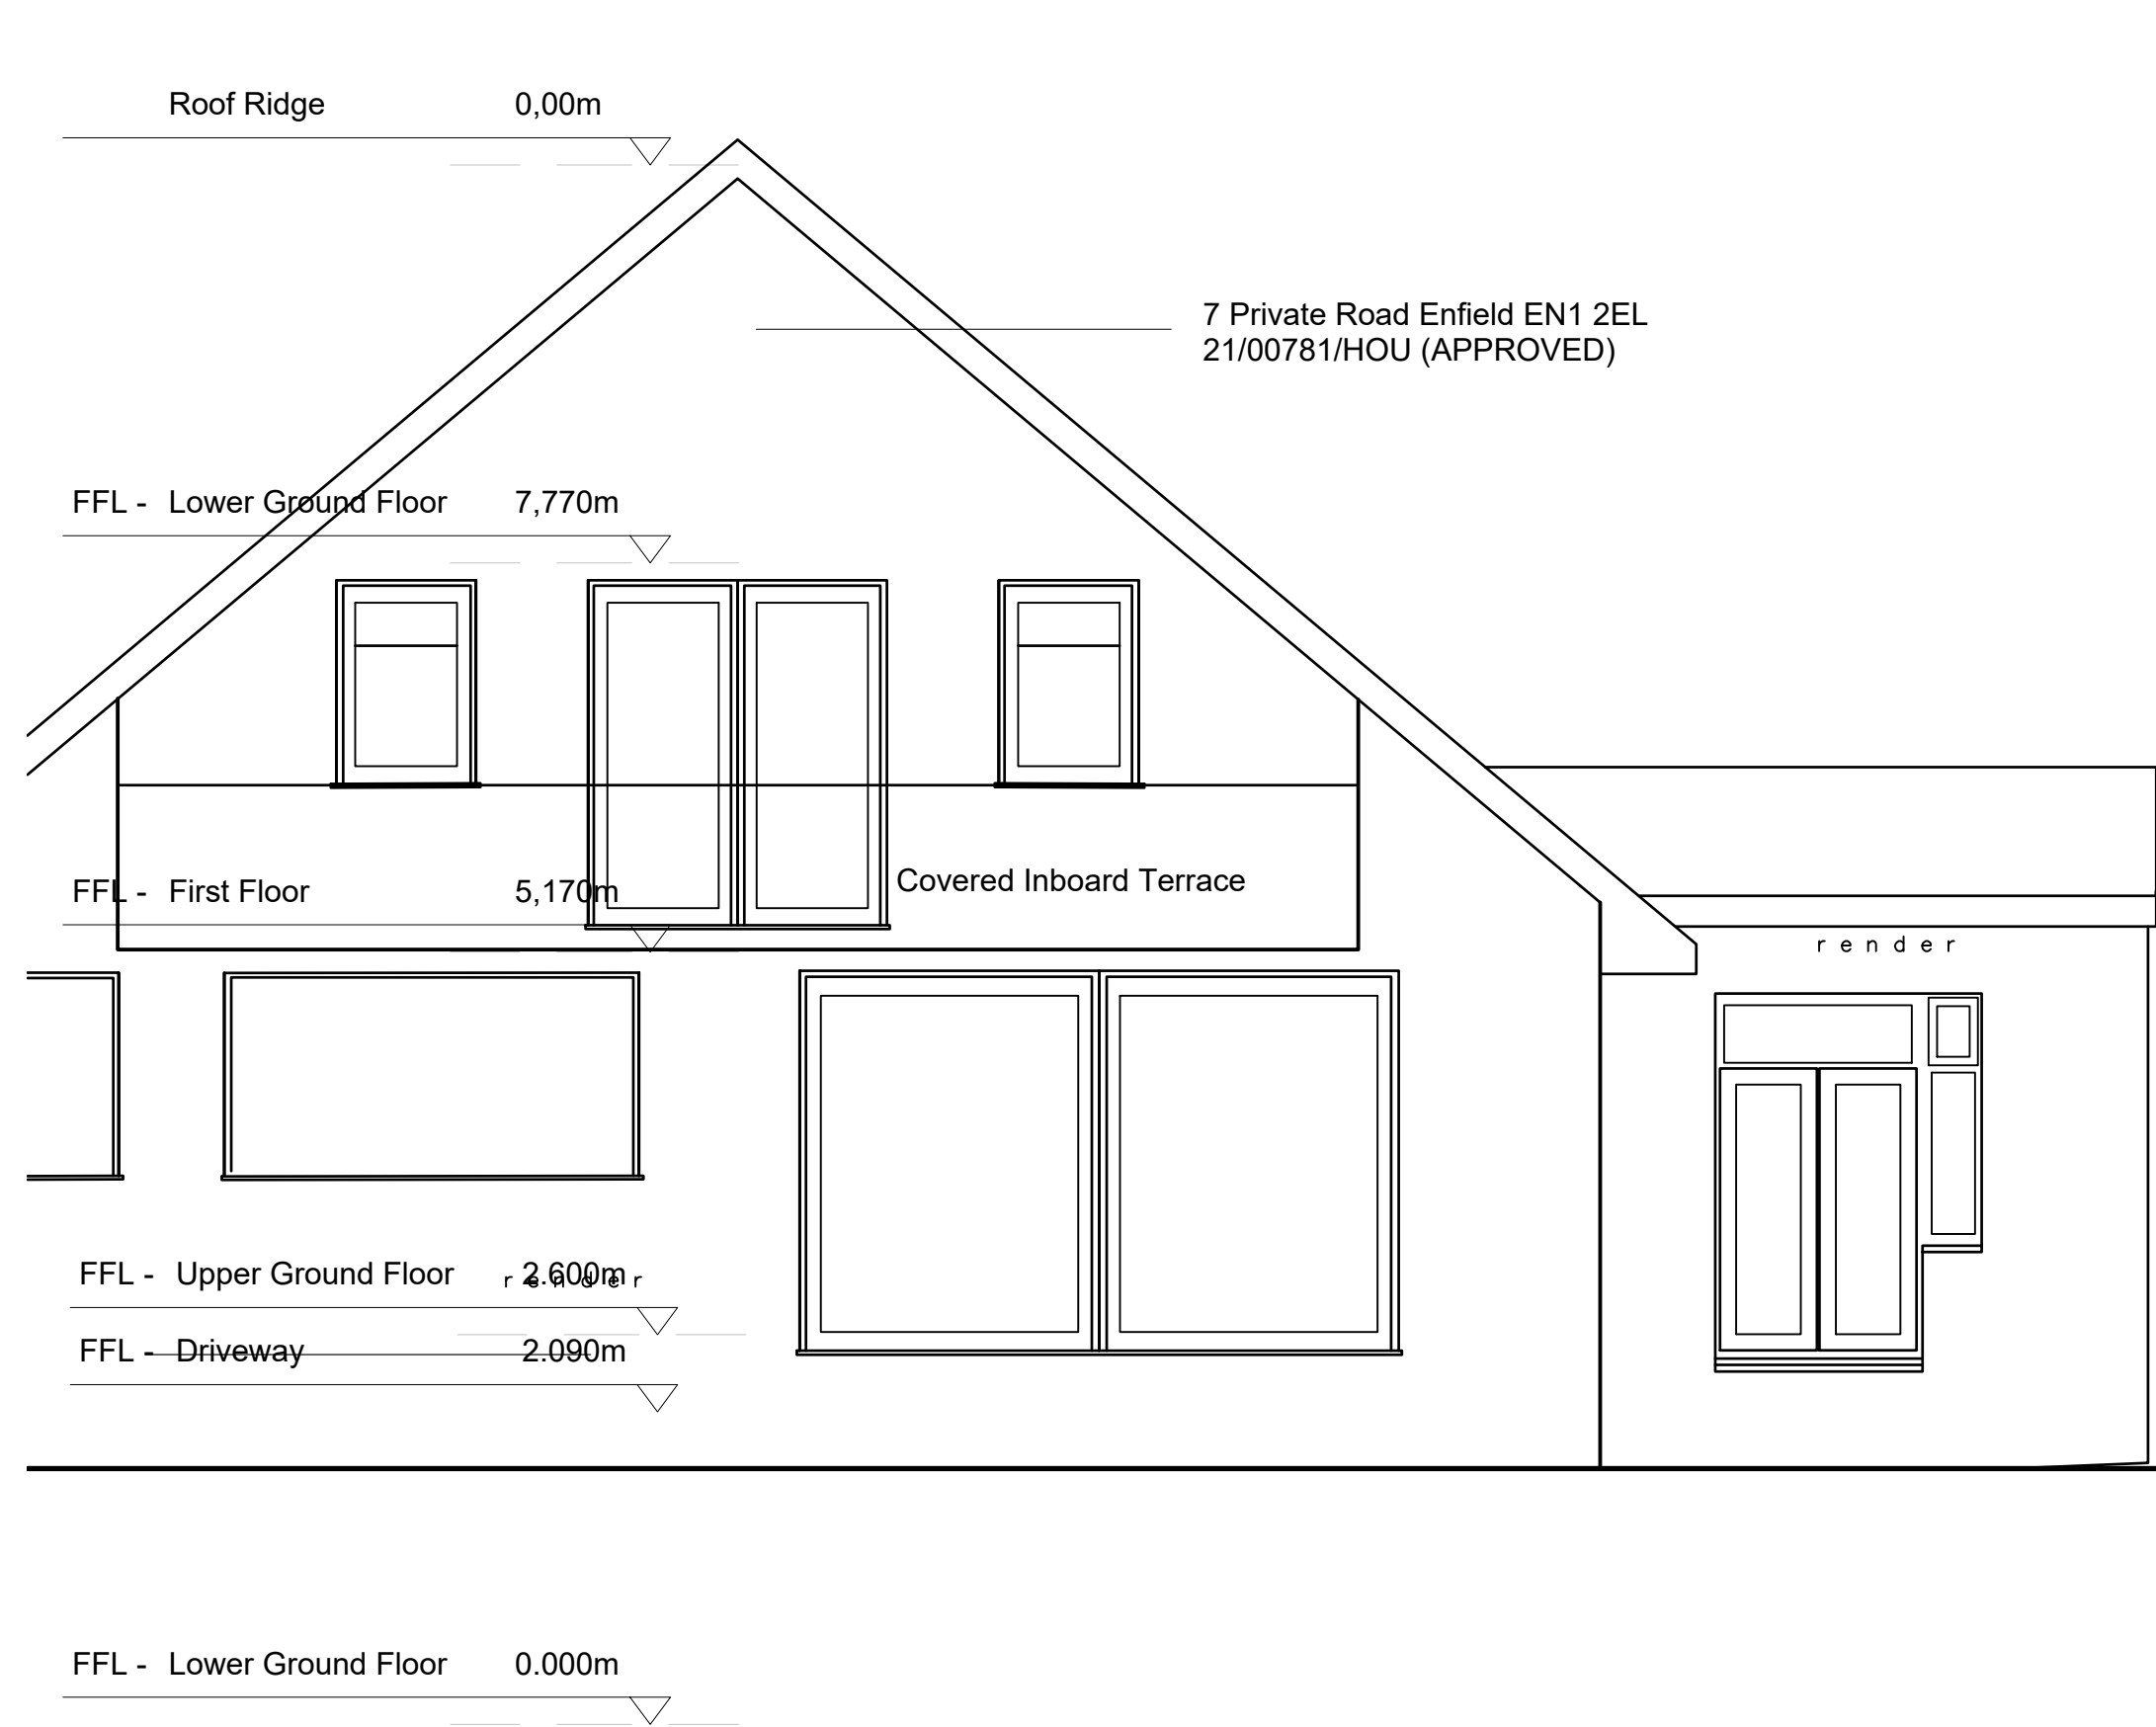 Roof Ridge 0,00m
7 Private Road Enfield EN1 2EL
21/00781/HOU (APPROVED)
FFL - Lower Ground Floor 7,770m
Covered Inboard Terrace
FFL - First Floor 5,170m
render
FFL - Upper Ground Floor 2.600m
render
FFL - Driveway 2.090m
FFL - Lower Ground Floor 0.000m